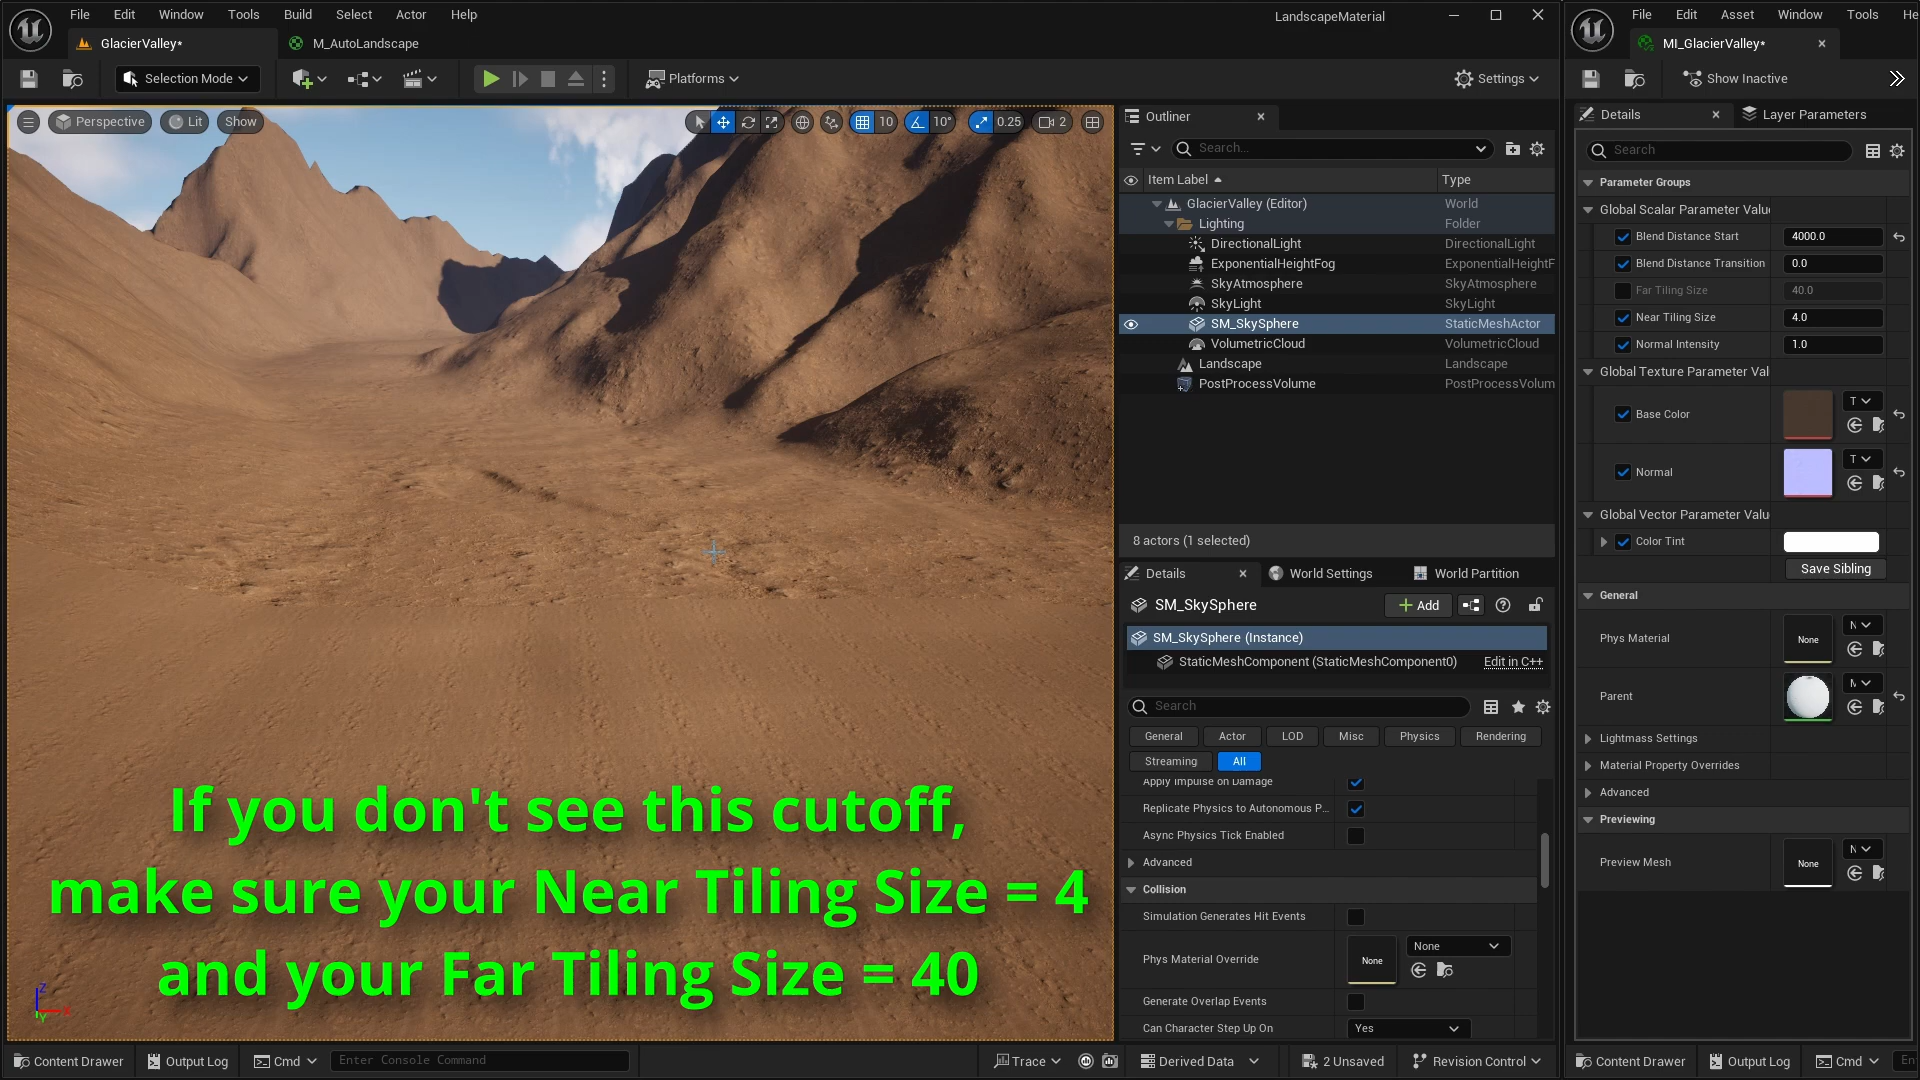 File Edit Window Tools Build Select Actor Help
LandscapeMaterial
GlacierValley*
M_AutoLandscape
Selection Mode
Platforms
Settings
Perspective
Lit
Show
10
10°
0.25
2
If you don't see this cutoff,
make sure your Near Tiling Size = 4
and your Far Tiling Size = 40
Z
X
Y
Outliner
Search...
Item Label Type
GlacierValley (Editor) World
Lighting Folder
DirectionalLight DirectionalLight
ExponentialHeightFog ExponentialHeightF
SkyAtmosphere SkyAtmosphere
SkyLight SkyLight
SM_SkySphere StaticMeshActor
VolumetricCloud VolumetricCloud
Landscape Landscape
PostProcessVolume PostProcessVolum
8 actors (1 selected)
Details World Settings World Partition
SM_SkySphere
Add
SM_SkySphere (Instance)
StaticMeshComponent (StaticMeshComponent0) Edit in C++
Search
General Actor LOD Misc Physics Rendering
Streaming All
Apply Impulse on Damage
Replicate Physics to Autonomous P...
Async Physics Tick Enabled
Advanced
Collision
Simulation Generates Hit Events
Phys Material Override None None
Generate Overlap Events
Can Character Step Up On Yes
Content Drawer Output Log Cmd Enter Console Command Trace Derived Data 2 Unsaved Revision Control
File Edit Asset Window Tools He
MI_GlacierValley*
Show Inactive
Details Layer Parameters
Search
Parameter Groups
Global Scalar Parameter Valu
Blend Distance Start 4000.0
Blend Distance Transition 0.0
Far Tiling Size 40.0
Near Tiling Size 4.0
Normal Intensity 1.0
Global Texture Parameter Val
Base Color T
Normal T
Global Vector Parameter Valu
Color Tint
Save Sibling
General
Phys Material None N
Parent M
Lightmass Settings
Material Property Overrides
Advanced
Previewing
Preview Mesh None N
Content Drawer Output Log Cmd En